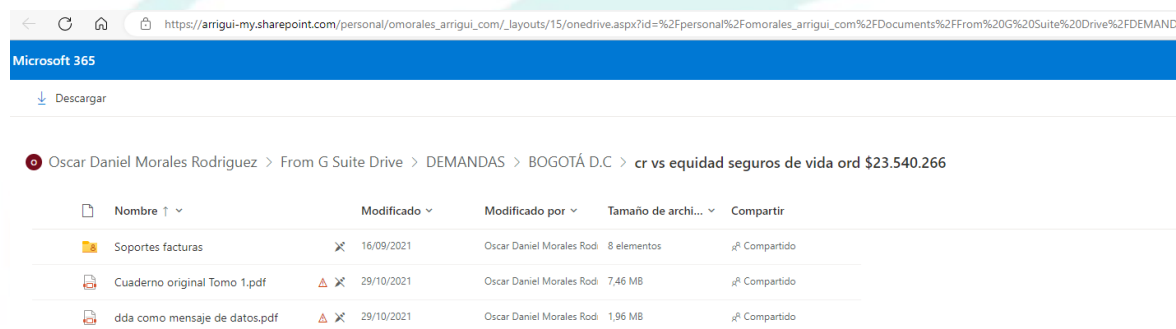 https://arrigui-my.sharepoint.com/personal/omorales_arrigui_com/_layouts/15/onedrive.aspx?id=%2Fpersonal%2Fomorales_arrigui_com%2FDocuments%2FFrom%20G%20Suite%20Drive%2FDEMAND
Microsoft 365
Descargar
O Oscar Daniel Morales Rodriguez > From G Suite Drive > DEMANDAS > BOGOTÁ D.C > cr vs equidad seguros de vida ord $23.540.266
Nombre ↑ Modificado Modificado por Tamaño de archi... Compartir
8 Soportes facturas 16/09/2021 Oscar Daniel Morales Rod 8 elementos Compartido
Cuaderno original Tomo 1.pdf 29/10/2021 Oscar Daniel Morales Rod 7,46 MB Compartido
dda como mensaje de datos.pdf 29/10/2021 Oscar Daniel Morales Rod 1,96 MB Compartido